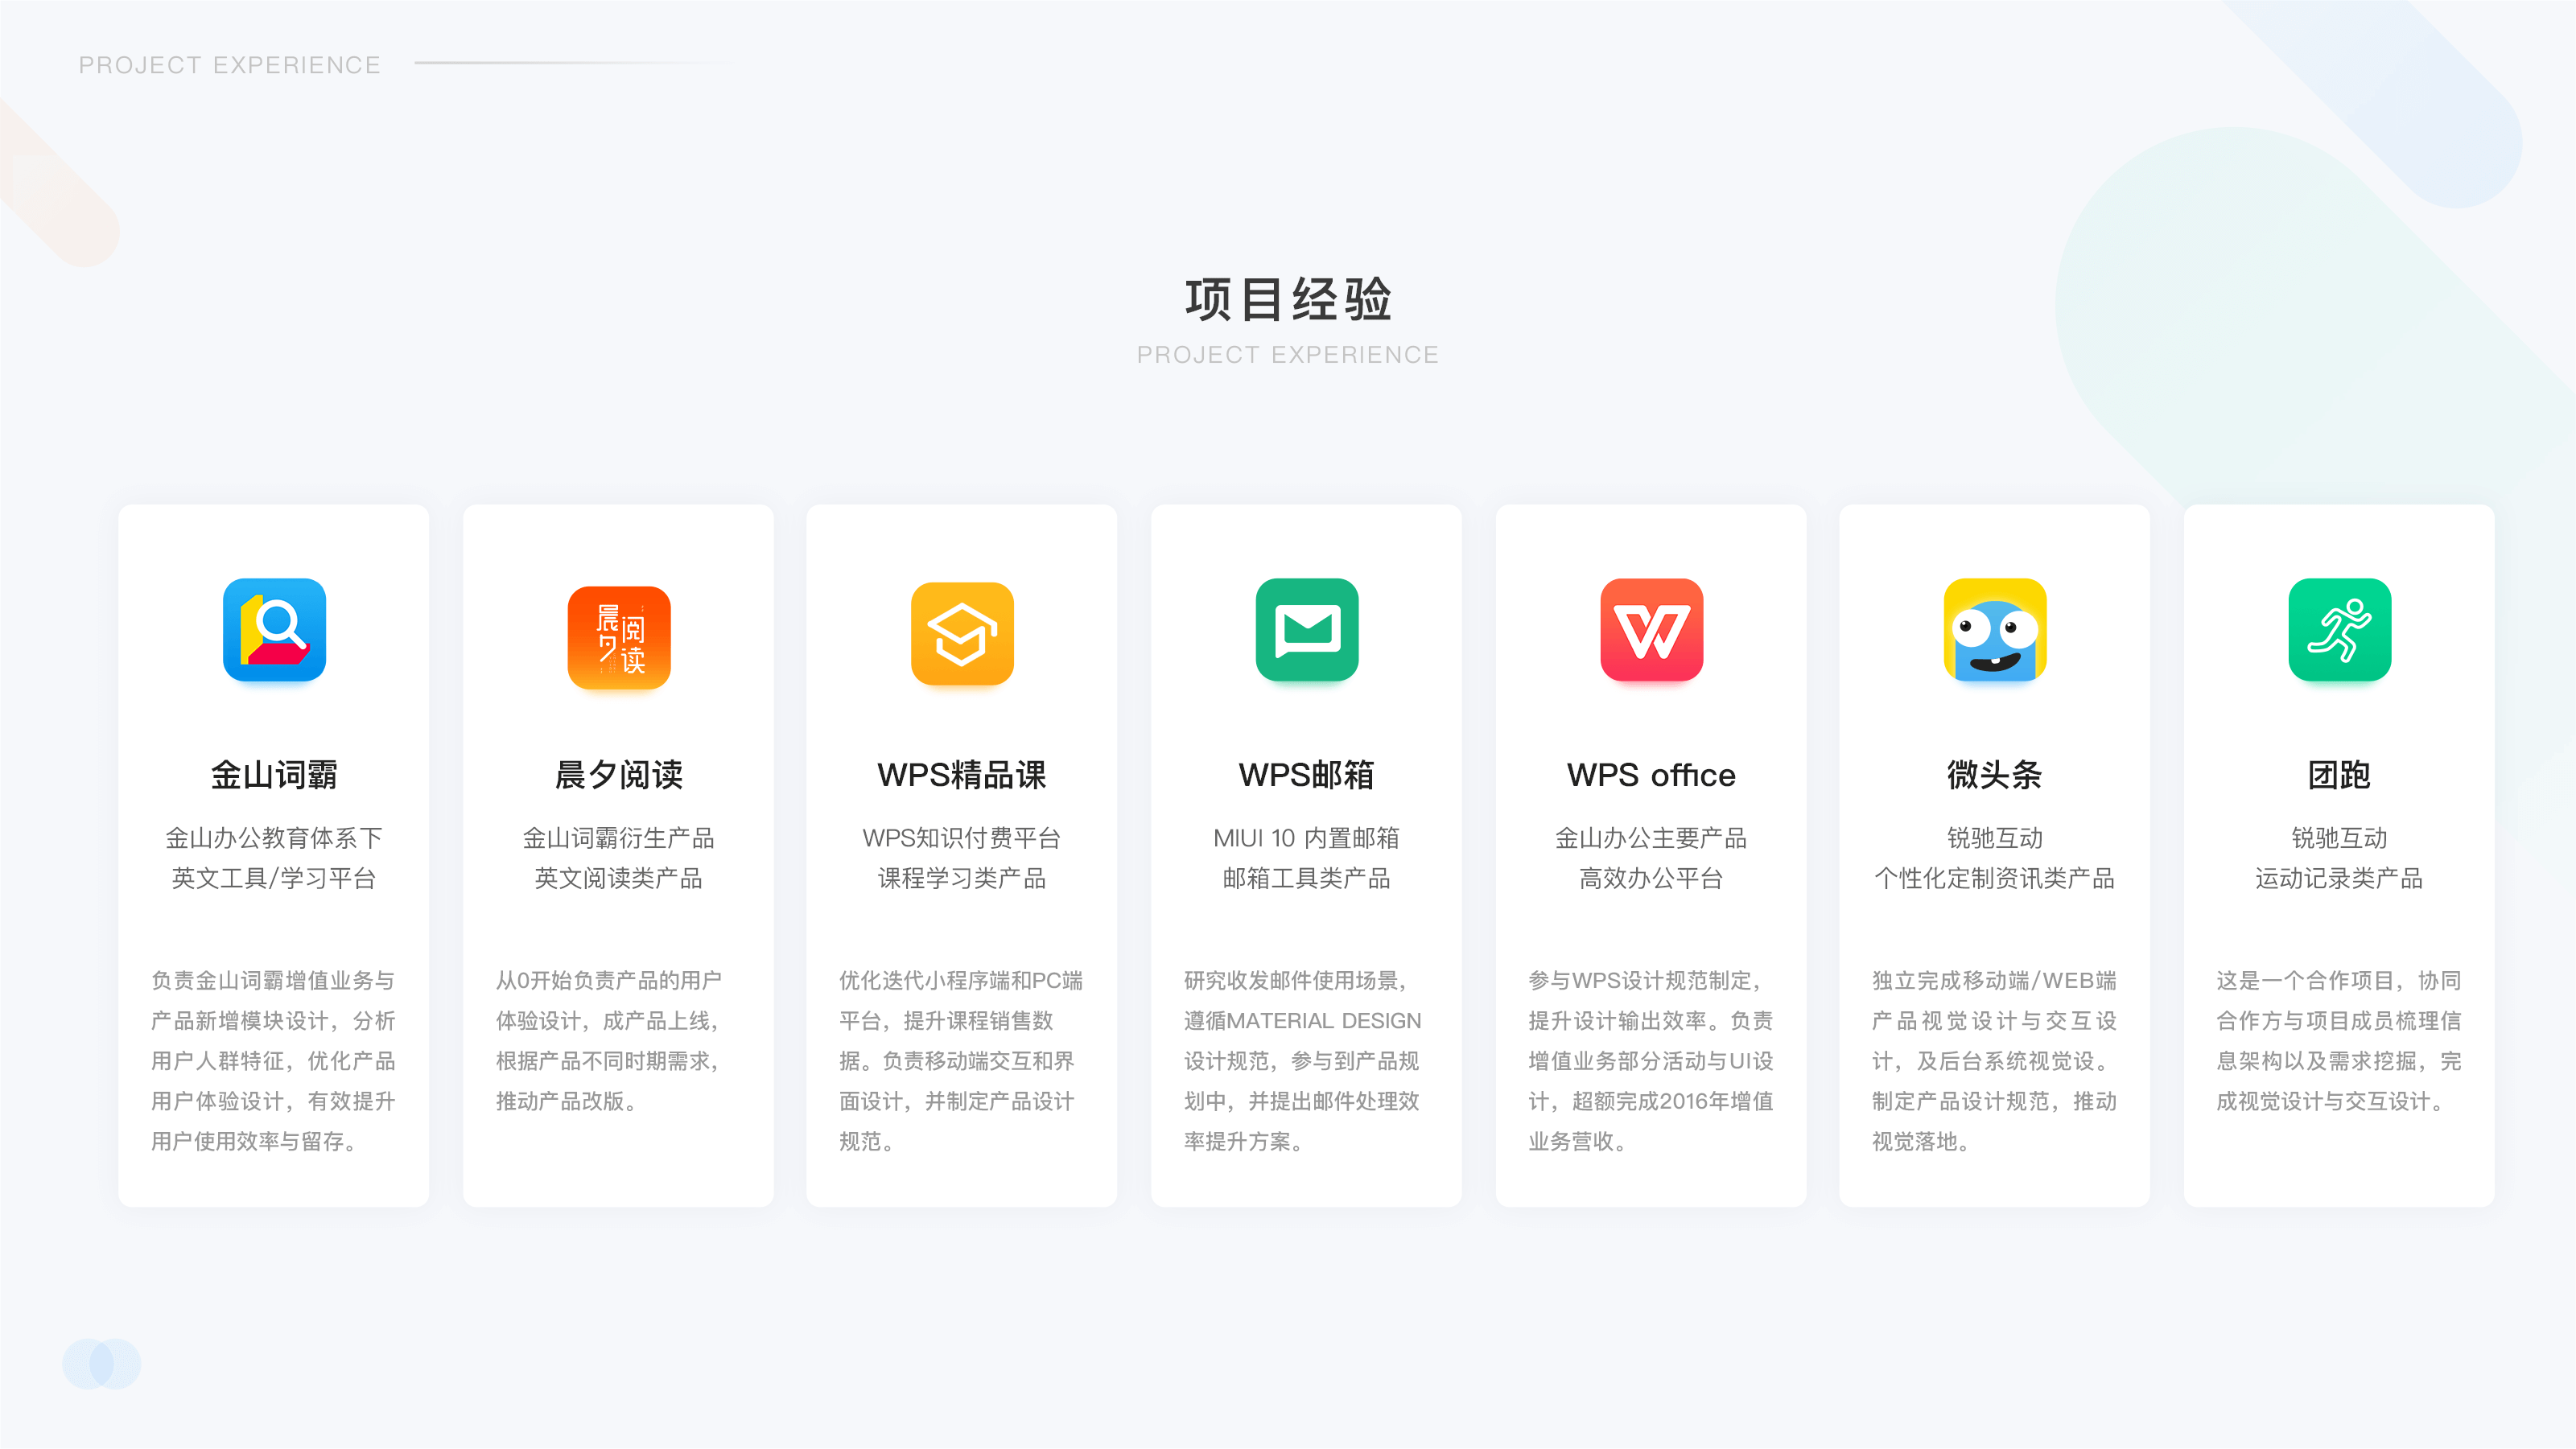 PROJECT EXPERIENCE
项目经验
PROJECT EXPERIENCE
金山词霸
金山办公教育体系下
英文工具/学习平台
负责金山词霸增值业务与
产品新增模块设计，分析
用户人群特征，优化产品
用户体验设计，有效提升
用户使用效率与留存。
晨夕
阅读
晨夕阅读
金山词霸衍生产品
英文阅读类产品
从0开始负责产品的用户
体验设计，成产品上线，
根据产品不同时期需求，
推动产品改版。
WPS精品课
WPS知识付费平台
课程学习类产品
优化迭代小程序端和PC端
平台，提升课程销售数
据。负责移动端交互和界
面设计，并制定产品设计
规范。
WPS邮箱
MIUI 10 内置邮箱
邮箱工具类产品
研究收发邮件使用场景，
遵循MATERIAL DESIGN
设计规范，参与到产品规
划中，并提出邮件处理效
率提升方案。
W
WPS office
金山办公主要产品
高效办公平台
参与WPS设计规范制定，
提升设计输出效率。负责
增值业务部分活动与UI设
计，超额完成2016年增值
业务营收。
微头条
锐驰互动
个性化定制资讯类产品
独立完成移动端/WEB端
产品视觉设计与交互设
计，及后台系统视觉设。
制定产品设计规范，推动
视觉落地。
团跑
锐驰互动
运动记录类产品
这是一个合作项目，协同
合作方与项目成员梳理信
息架构以及需求挖掘，完
成视觉设计与交互设计。